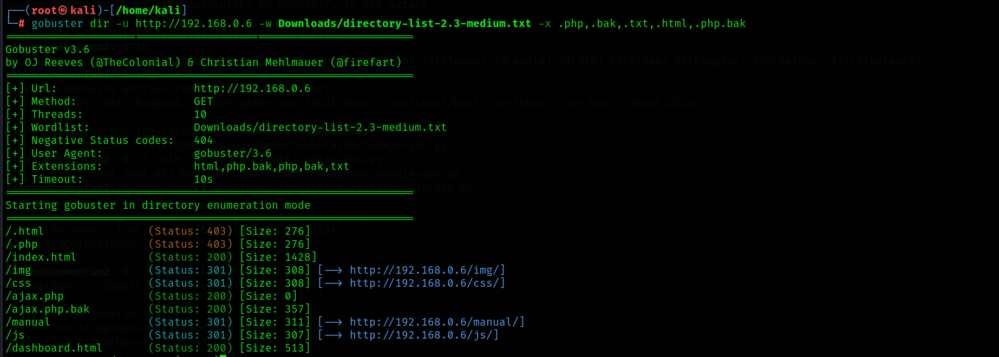 ┌──(root㉿kali)-[/home/kali]
└─# gobuster dir -u http://192.168.0.6 -w Downloads/directory-list-2.3-medium.txt -x .php,.bak,.txt,.html,.php.bak
===============================================================
Gobuster v3.6
by OJ Reeves (@TheColonial) & Christian Mehlmauer (@firefart)
===============================================================
[+] Url:                     http://192.168.0.6
[+] Method:                  GET
[+] Threads:                 10
[+] Wordlist:                Downloads/directory-list-2.3-medium.txt
[+] Negative Status codes:   404
[+] User Agent:              gobuster/3.6
[+] Extensions:              html,php.bak,php,bak,txt
[+] Timeout:                 10s
===============================================================
Starting gobuster in directory enumeration mode
===============================================================
/.html                (Status: 403) [Size: 276]
/.php                 (Status: 403) [Size: 276]
/index.html           (Status: 200) [Size: 1428]
/img                  (Status: 301) [Size: 308] [--> http://192.168.0.6/img/]
/css                  (Status: 301) [Size: 308] [--> http://192.168.0.6/css/]
/ajax.php             (Status: 200) [Size: 0]
/ajax.php.bak         (Status: 200) [Size: 357]
/manual               (Status: 301) [Size: 311] [--> http://192.168.0.6/manual/]
/js                   (Status: 301) [Size: 307] [--> http://192.168.0.6/js/]
/dashboard.html       (Status: 200) [Size: 513]